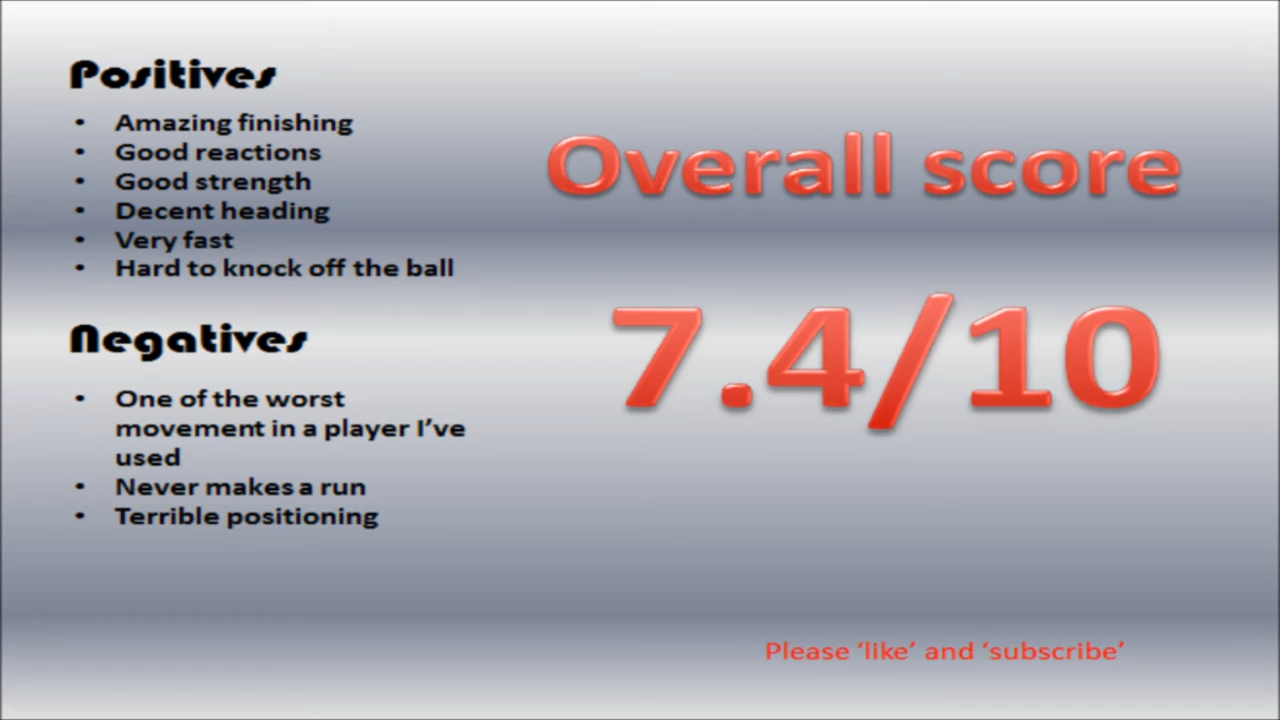 Positives
• Amazing finishing
• Good reactions
• Good strength
• Decent heading
• Very fast
• Hard to knock off the ball
Negatives
• One of the worst
movement in a player I’ve
used
• Never makes a run
• Terrible positioning
Overall score
7.4/10
Please ‘like’ and ‘subscribe’